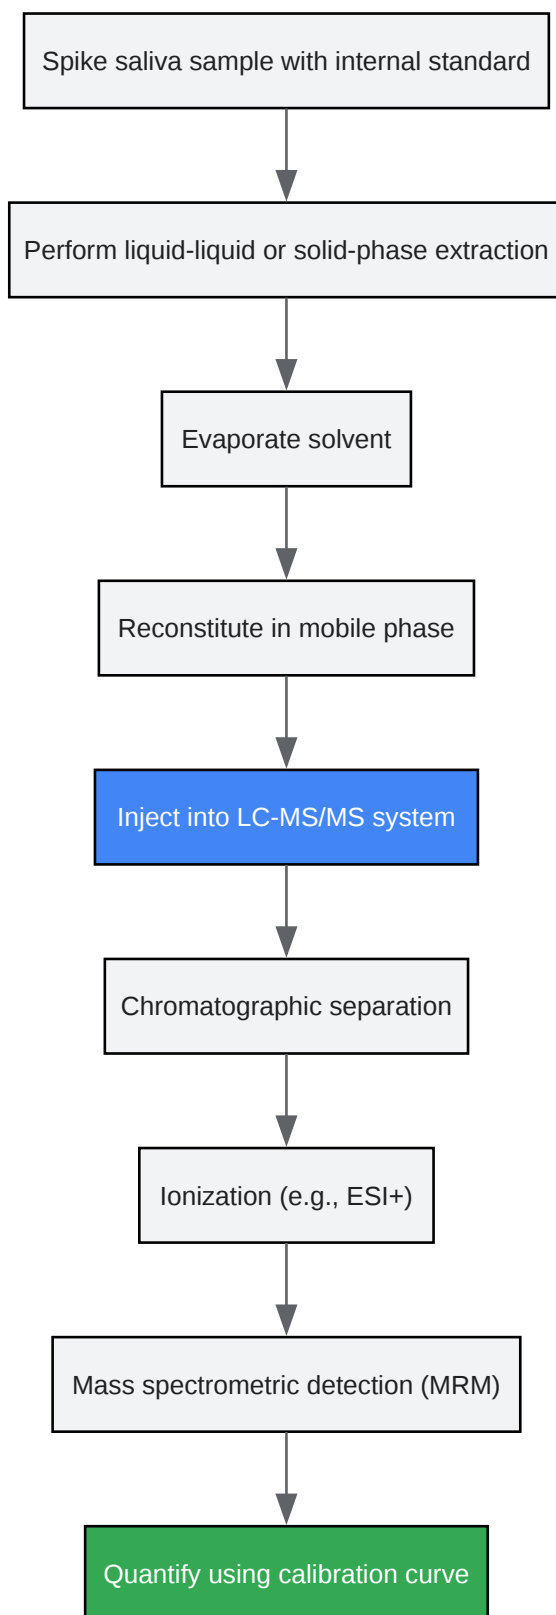 Spike saliva sample with internal standard
Perform liquid-liquid or solid-phase extraction
Evaporate solvent
Reconstitute in mobile phase
Inject into LC-MS/MS system
Chromatographic separation
Ionization (e.g., ESI+)
Mass spectrometric detection (MRM)
Quantify using calibration curve